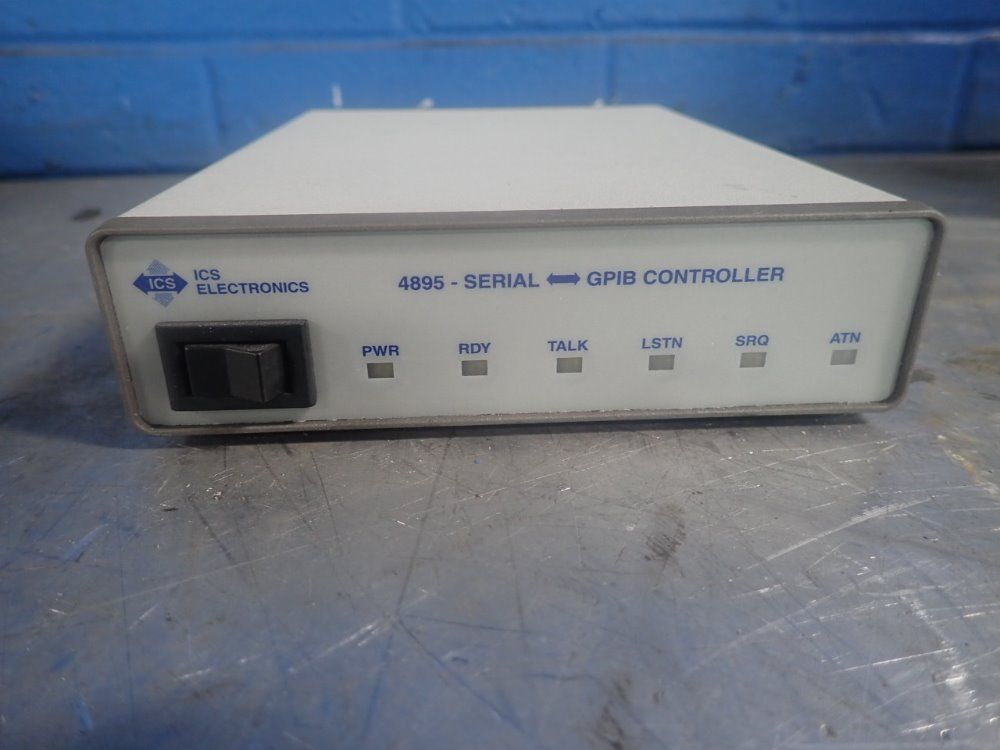 ICS
ICS
ELECTRONICS
4895 - SERIAL ⟷ GPIB CONTROLLER
PWR RDY TALK LSTN SRQ ATN